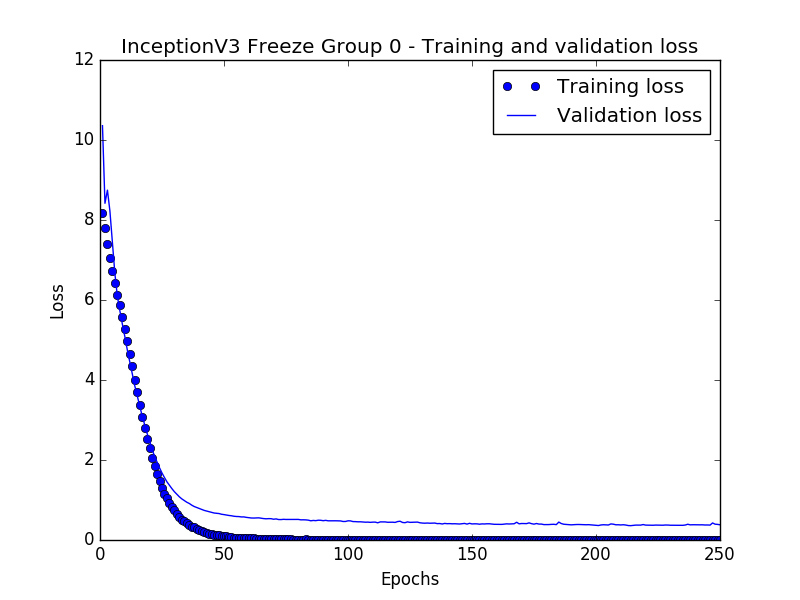 InceptionV3 Freeze Group 0 - Training and validation loss
12
10
8
6
4
2
0
Loss
Training loss
Validation loss
0 50 100 150 200 250
Epochs